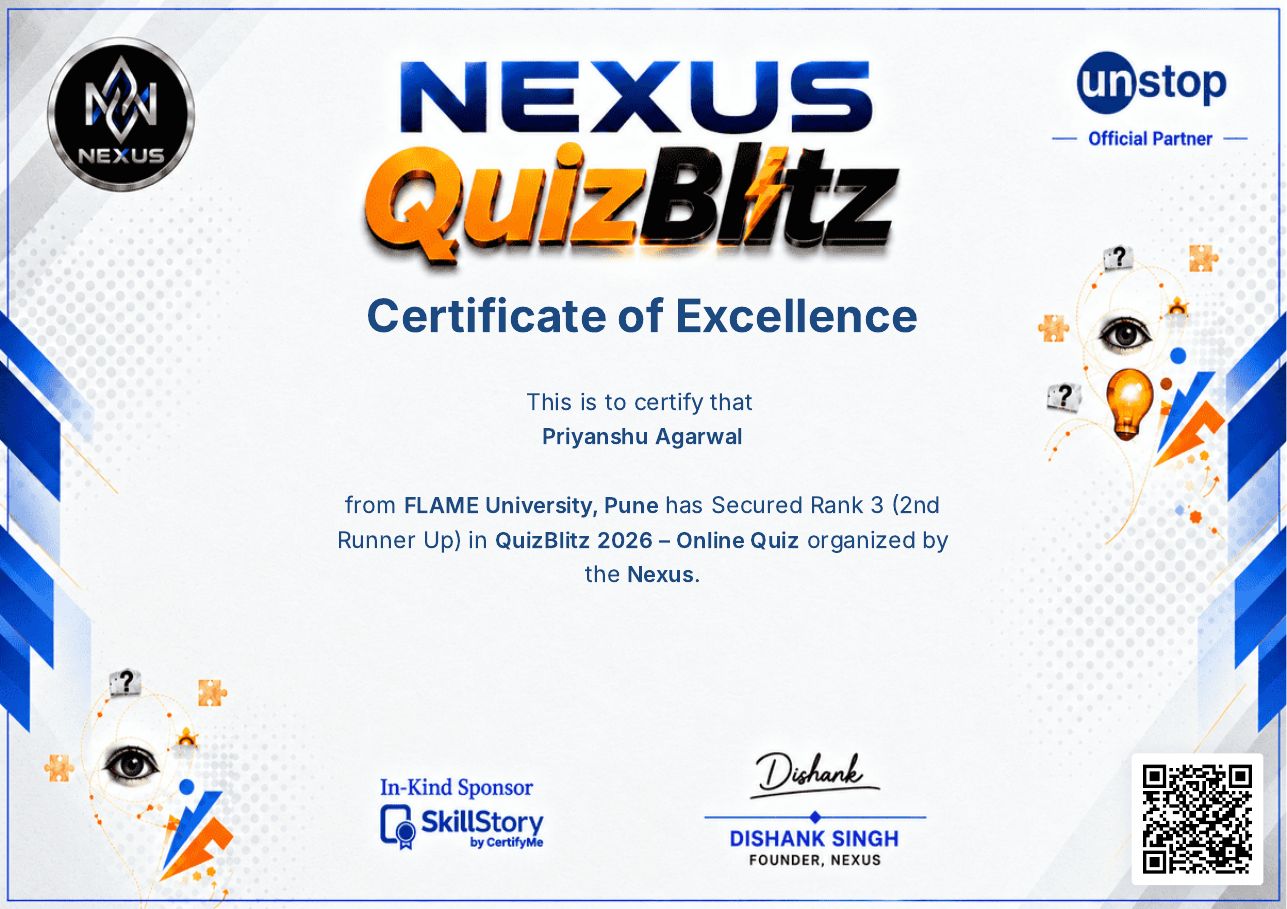 NEXUS
NEXUS
QuizBlitz
unstop
Official Partner
Certificate of Excellence
This is to certify that
Priyanshu Agarwal
from FLAME University, Pune has Secured Rank 3 (2nd
Runner Up) in QuizBlitz 2026 – Online Quiz organized by
the Nexus.
?
?
?
In-Kind Sponsor
SkillStory
by CertifyMe
Dishank
DISHANK SINGH
FOUNDER, NEXUS